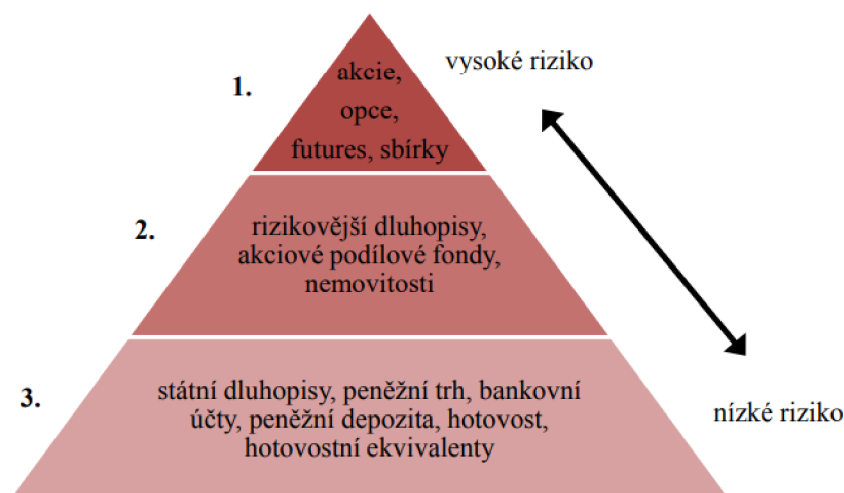 1.
akcie,
opce,
futures, sbírky
vysoké riziko
2.
rizikovější dluhopisy,
akciové podílové fondy,
nemovitosti
3.
státní dluhopisy, peněžní trh, bankovní
účty, peněžní depozita, hotovost,
hotovostní ekvivalenty
nízké riziko